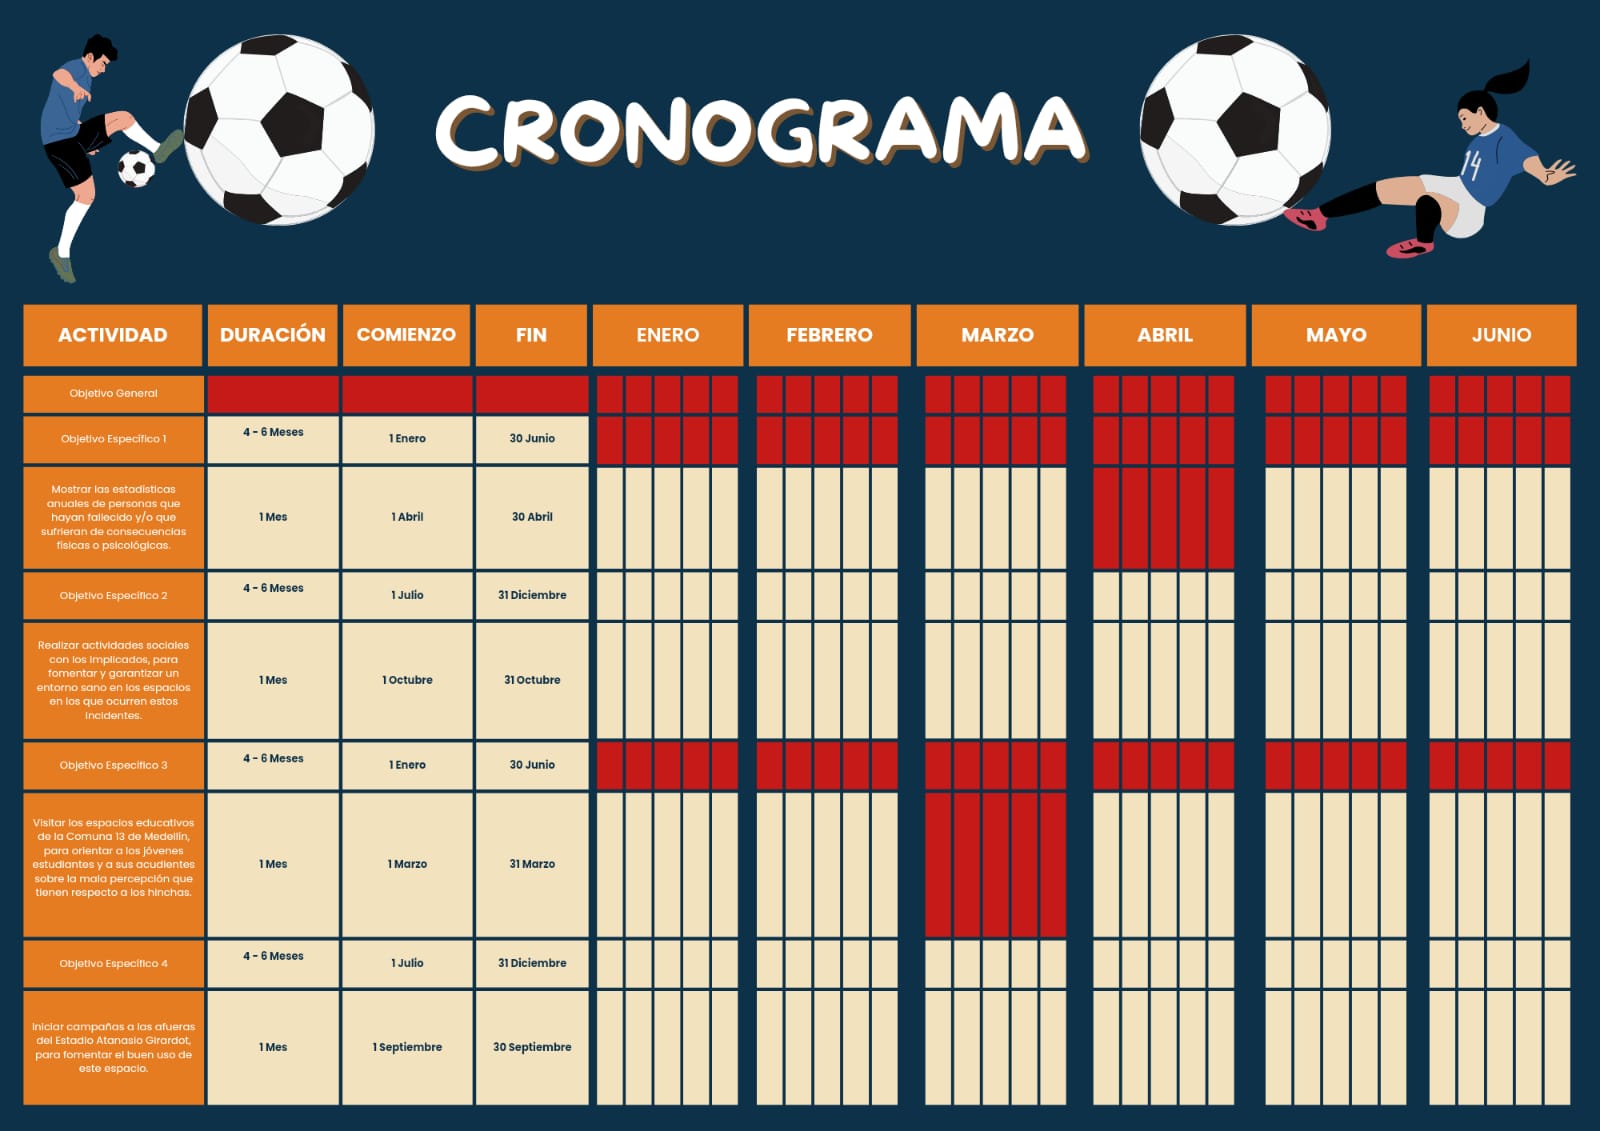 CRONOGRAMA
14
ACTIVIDAD DURACIÓN COMIENZO FIN ENERO FEBRERO MARZO ABRIL MAYO JUNIO
Objetivo General
Objetivo Específico 1 4 - 6 Meses 1 Enero 30 Junio
Mostrar las estadísticas
anuales de personas que
hayan fallecido y/o que
sufrieran de consecuencias
físicas o psicológicas.
1 Mes 1 Abril 30 Abril
Objetivo Específico 2 4 - 6 Meses 1 Julio 31 Diciembre
Realizar actividades sociales
con los implicados, para
fomentar y garantizar un
entorno sano en los espacios
en los que ocurren estos
incidentes.
1 Mes 1 Octubre 31 Octubre
Objetivo Específico 3 4 - 6 Meses 1 Enero 30 Junio
Visitar los espacios educativos
de la Comuna 13 de Medellín,
para orientar a los jóvenes
estudiantes y a sus acudientes
sobre la mala percepción que
tienen respecto a los hinchas.
1 Mes 1 Marzo 31 Marzo
Objetivo Específico 4 4 - 6 Meses 1 Julio 31 Diciembre
Iniciar campañas a las afueras
del Estadio Atanasio Girardot,
para fomentar el buen uso de
este espacio.
1 Mes 1 Septiembre 30 Septiembre